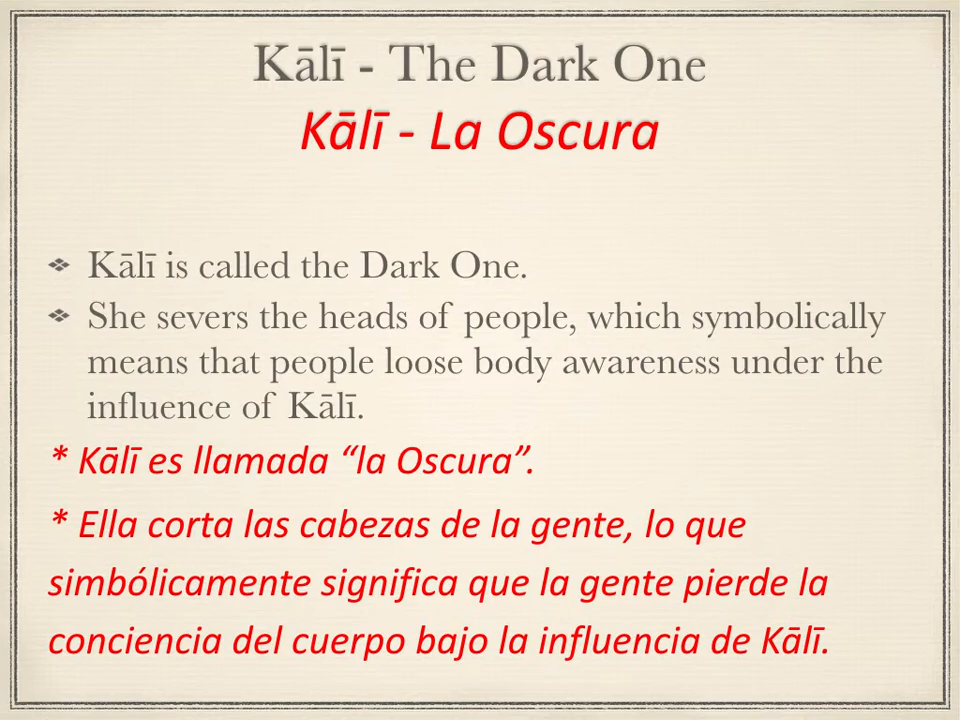 Kālī - The Dark One
Kālī - La Oscura
Kālī is called the Dark One.
She severs the heads of people, which symbolically
means that people loose body awareness under the
influence of Kālī.
* Kālī es llamada “la Oscura”.
* Ella corta las cabezas de la gente, lo que
simbólicamente significa que la gente pierde la
conciencia del cuerpo bajo la influencia de Kālī.